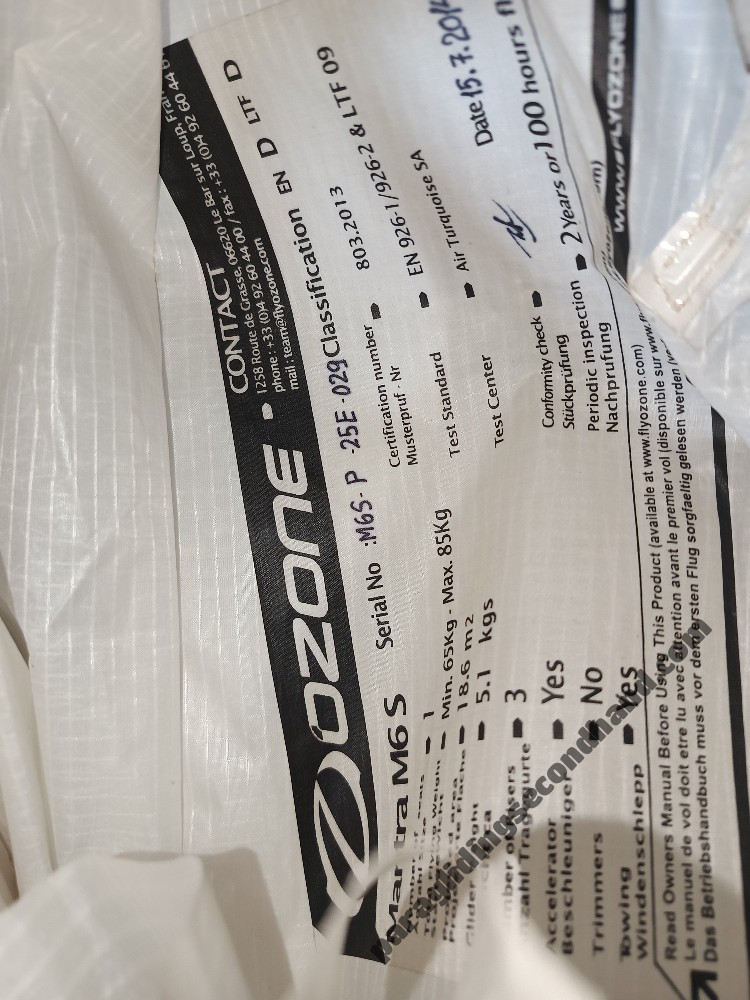 OZONE
CONTACT
1258 Route de Grasse, 06620 Le Bar sur Loup, Fran
phone : +33 (0)4 92 60 44 00 / fax : +33 (0)4 92 60 44 6
mail : team@flyozone.com
Mantra M6 S
Serial No :M6S- P -25E -029
Classification EN D LTF D
1
Min. 65Kg - Max. 85Kg
18.6 m2
5.1 kgs
3
Accelerator Yes
Beschleuniger
Trimmers No
Towing Yes
Windenschlepp
Certification number 803.2013
Musterpruf - Nr
Test Standard EN 926-1/926-2 & LTF 09
Test Center Air Turquoise SA
Conformity check Date 15.7.2014
Stückprüfung
Periodic inspection 2 Years or 100 hours fl
Nachprufung
Read Owners Manual Before Using This Product (available at www.flyozone.com)
Le manuel de vol doit etre lu avec attention avant le premier vol (disponible sur www.f
Das Betriebshandbuch muss vor dem ersten Flug sorgfaeltig gelesen werden
www.FLYOZONE
paraglidingsecondhand.com